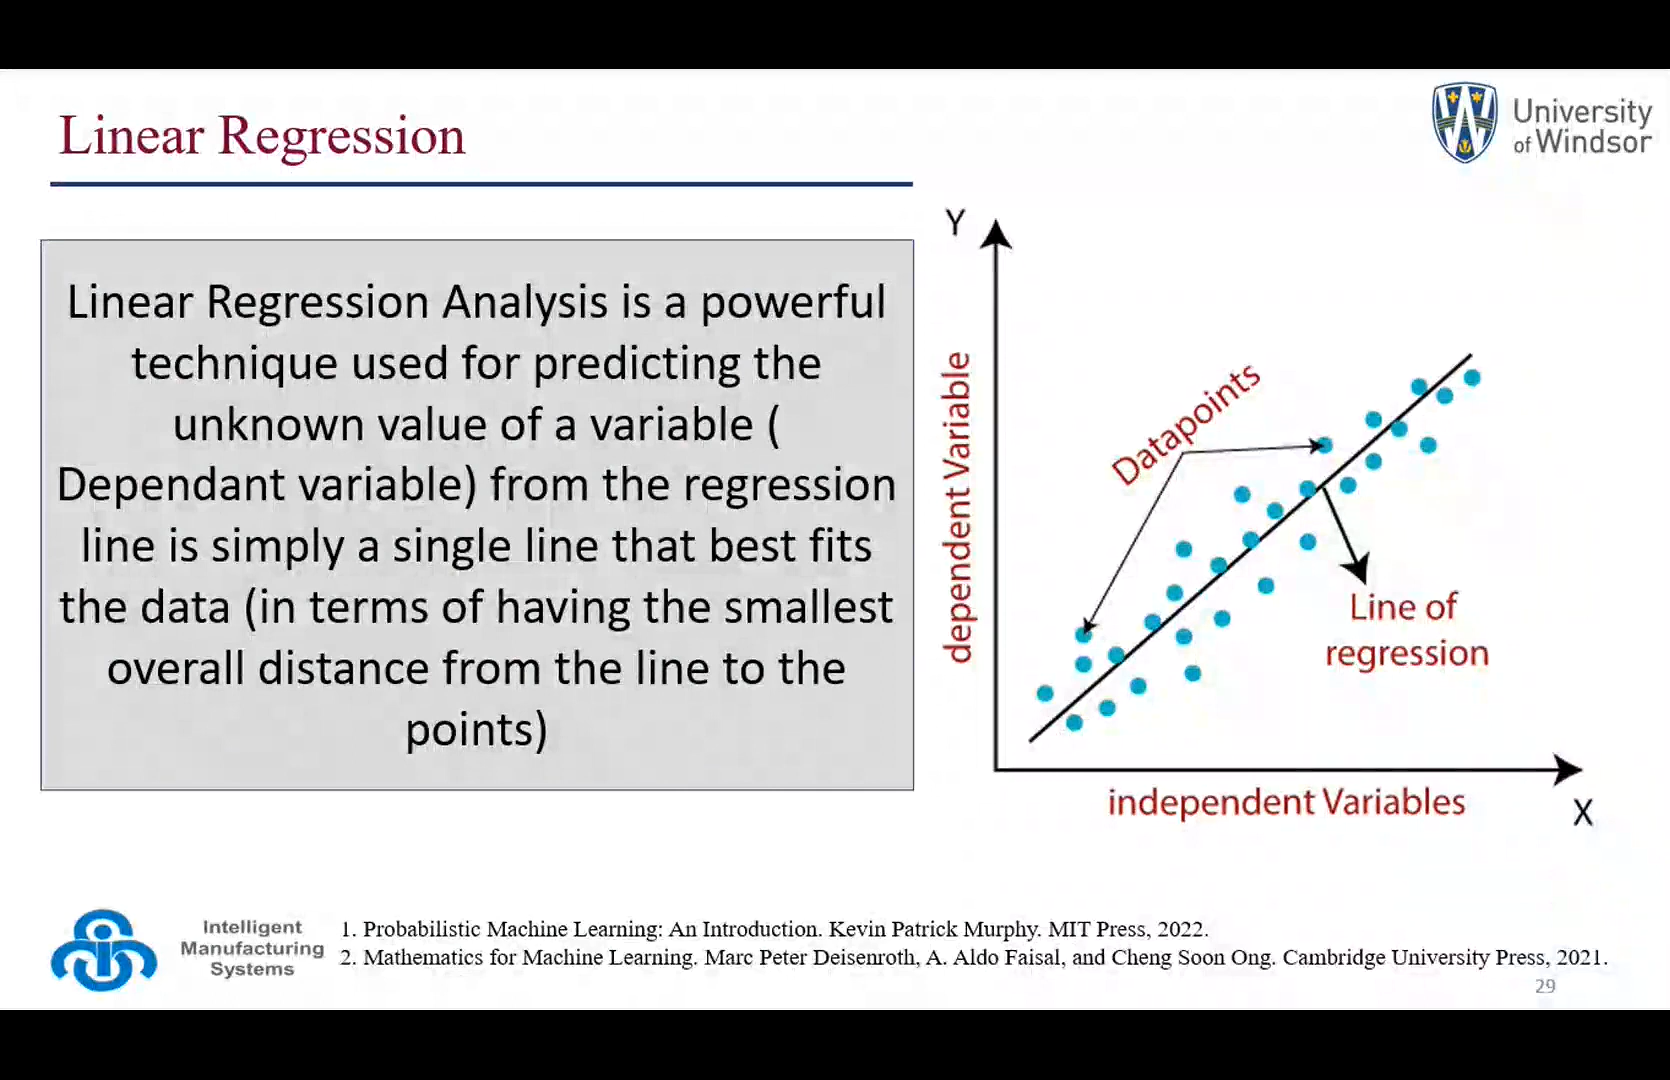 Linear Regression
University
of Windsor
Linear Regression Analysis is a powerful
technique used for predicting the
unknown value of a variable (
Dependant variable) from the regression
line is simply a single line that best fits
the data (in terms of having the smallest
overall distance from the line to the
points)
Y
dependent Variable
Datapoints
Line of
regression
independent Variables
X
Intelligent
Manufacturing
Systems
1. Probabilistic Machine Learning: An Introduction. Kevin Patrick Murphy. MIT Press, 2022.
2. Mathematics for Machine Learning. Marc Peter Deisenroth, A. Aldo Faisal, and Cheng Soon Ong. Cambridge University Press, 2021.
29